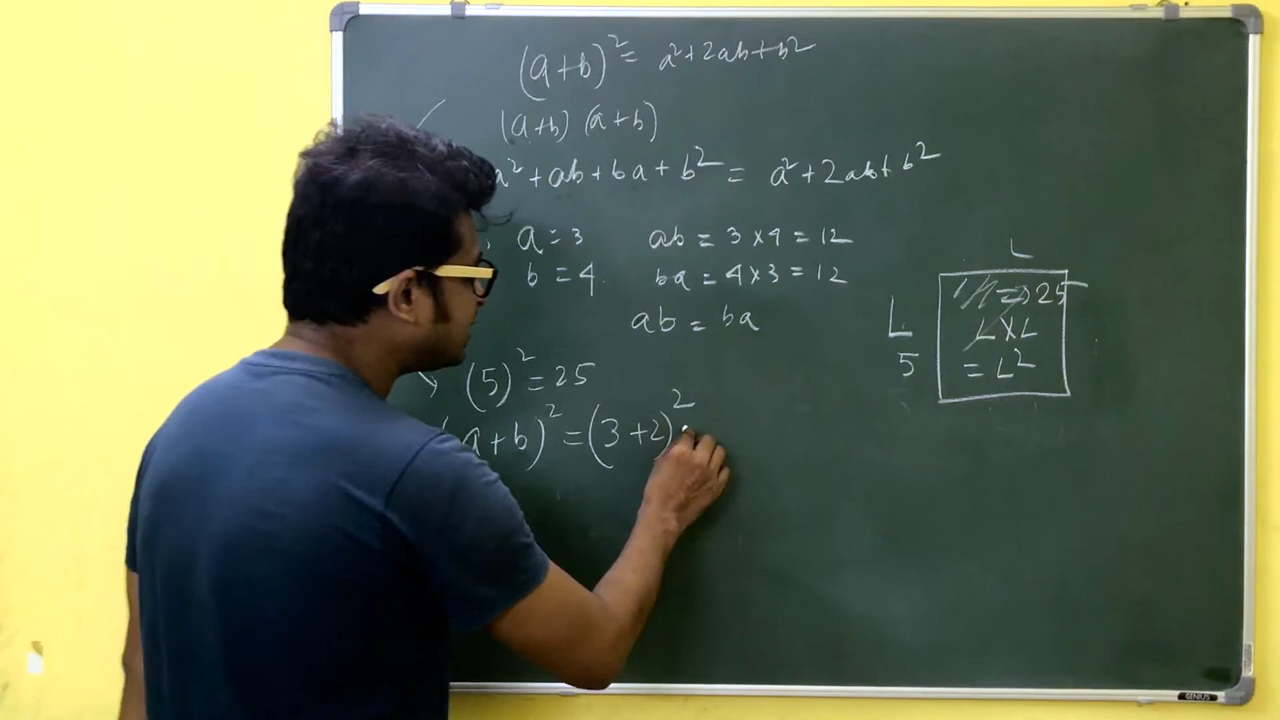 (a+b)² = a²+2ab+b²
(a+b) (a+b)
a²+ab+ba+b² = a²+2ab+b²
a=3 ab = 3×4=12
b=4. ba = 4×3=12
ab = ba
(5)²=25
(a+b)² = (3+2)²
L
L
5
=>25
L×L
= L²
GENIUS